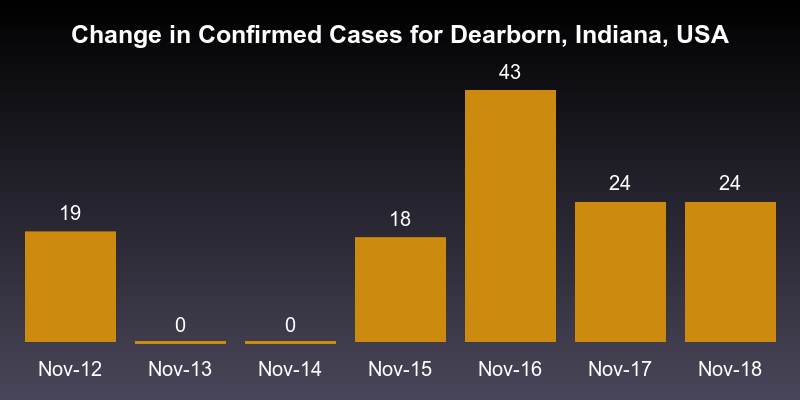 Change in Confirmed Cases for Dearborn, Indiana, USA
43
24
24
19
18
0
0
Nov-12
Nov-13
Nov-14
Nov-15
Nov-16
Nov-17
Nov-18